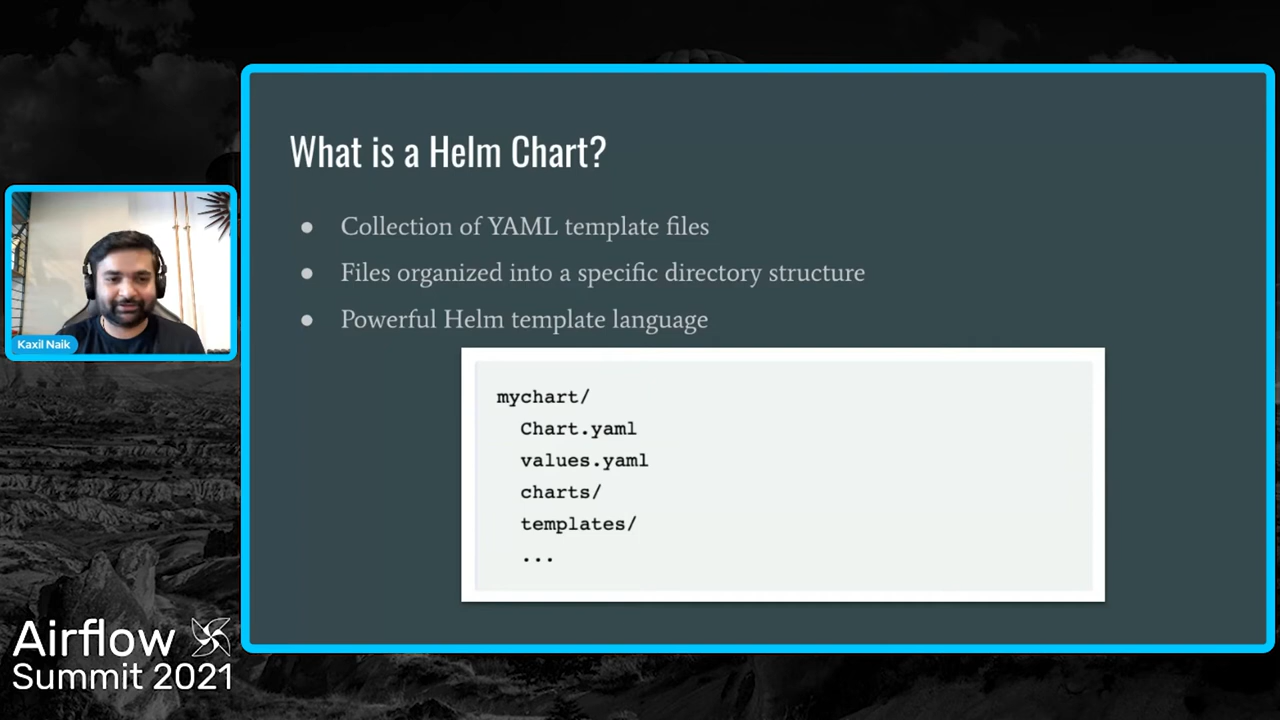 What is a Helm Chart?
● Collection of YAML template files
● Files organized into a specific directory structure
● Powerful Helm template language
mychart/
Chart.yaml
values.yaml
charts/
templates/
...
Kaxil Naik
Airflow
Summit 2021